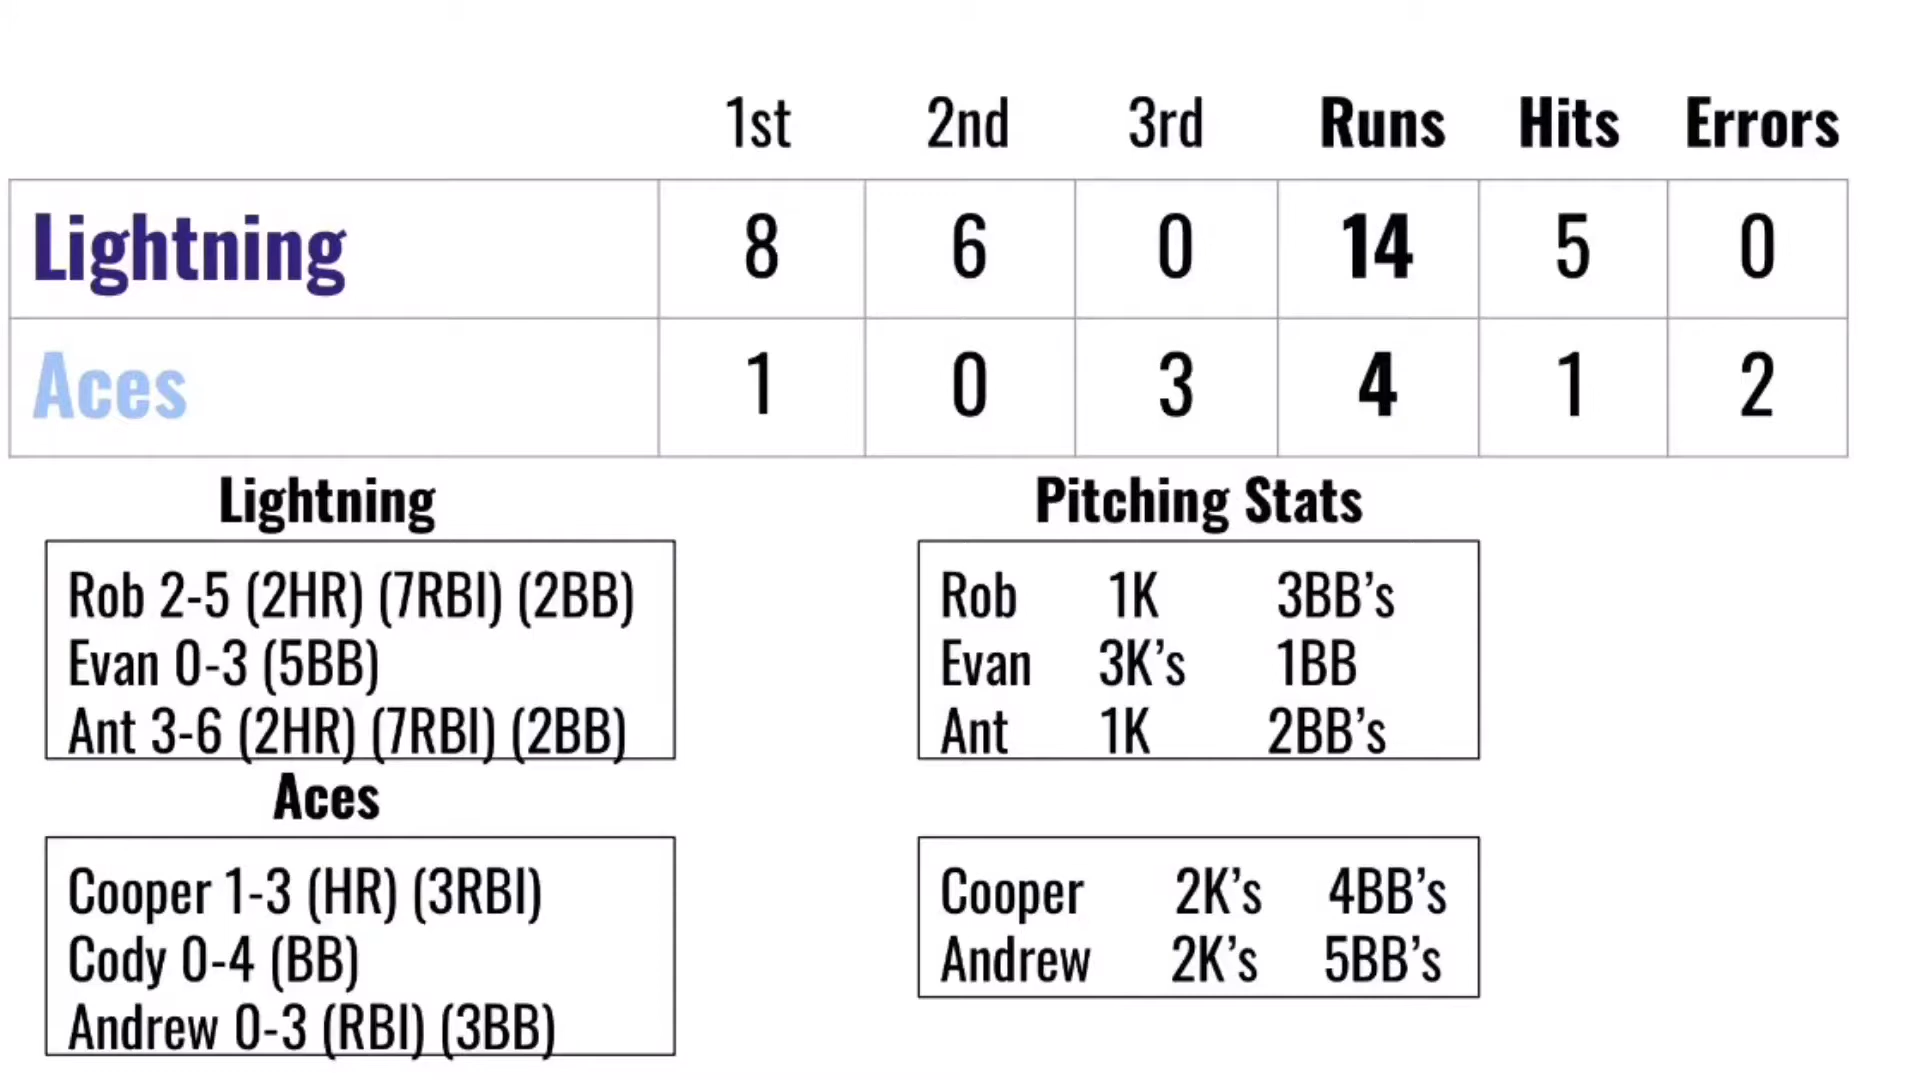 1st 2nd 3rd Runs Hits Errors
Lightning 8 6 0 14 5 0
Aces 1 0 3 4 1 2
Lightning
Rob 2-5 (2HR) (7RBI) (2BB)
Evan 0-3 (5BB)
Ant 3-6 (2HR) (7RBI) (2BB)
Pitching Stats
Rob 1K 3BB’s
Evan 3K’s 1BB
Ant 1K 2BB’s
Aces
Cooper 1-3 (HR) (3RBI)
Cody 0-4 (BB)
Andrew 0-3 (RBI) (3BB)
Cooper 2K’s 4BB’s
Andrew 2K’s 5BB’s